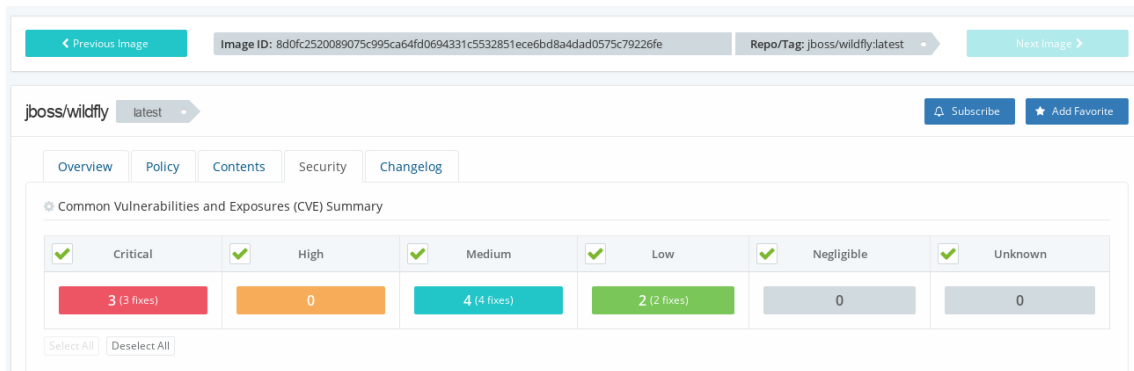 Previous Image
Image ID: 8d0fc2520089075c995ca64fd0694331c5532851ece6bd8a4dad0575c79226fe
Repo/Tag: jboss/wildfly:latest
Next Image
jboss/wildfly
latest
Subscribe
Add Favorite
Overview Policy Contents Security Changelog
Common Vulnerabilities and Exposures (CVE) Summary
Critical High Medium Low Negligible Unknown
3 (3 fixes) 0 4 (4 fixes) 2 (2 fixes) 0 0
Select All Deselect All